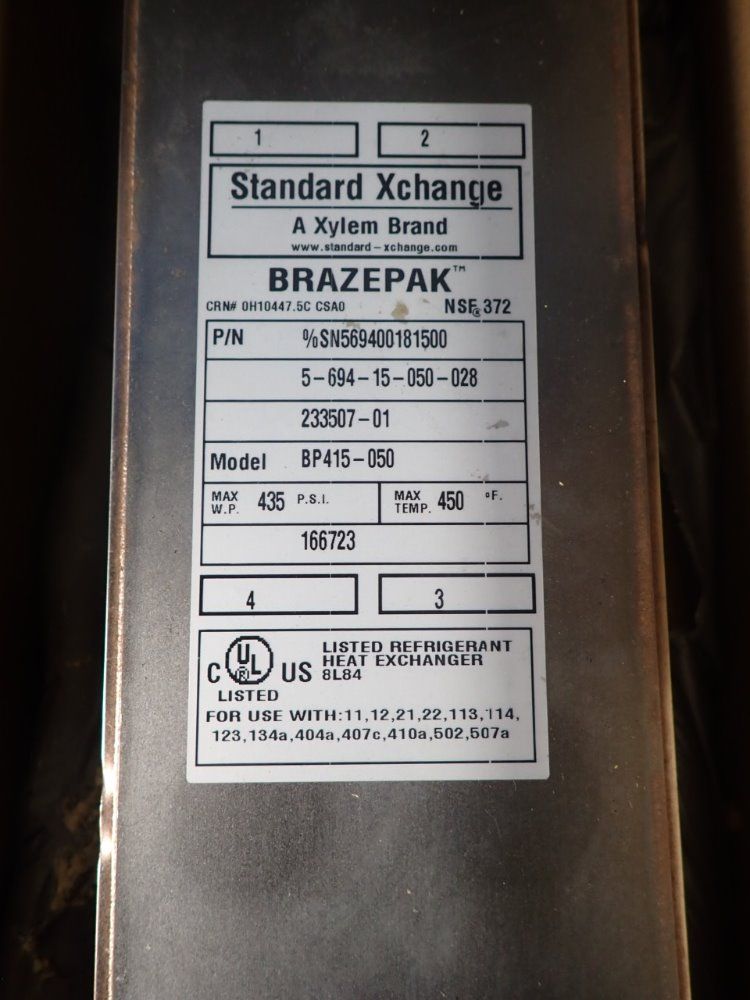 1 2
Standard Xchange
A Xylem Brand
www.standard-xchange.com
BRAZEPAK™
CRN# 0H10447.5C CSA0 NSF® 372
P/N %SN569400181500
5-694-15-050-028
233507-01
Model BP415-050
MAX W.P. 435 P.S.I. MAX TEMP. 450 °F.
166723
4 3
C UL® US LISTED REFRIGERANT
HEAT EXCHANGER
8L84
LISTED
FOR USE WITH:11,12,21,22,113,114,
123,134a,404a,407c,410a,502,507a